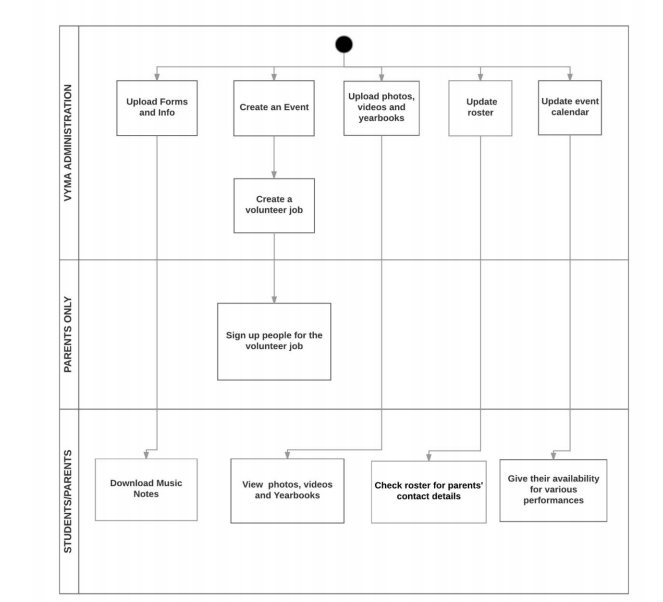 VYMA ADMINISTRATION
Upload Forms
and Info
Create an Event
Upload photos,
videos and
yearbooks
Update
roster
Update event
calendar
Create a
volunteer job
PARENTS ONLY
Sign up people for the
volunteer job
STUDENTS/PARENTS
Download Music
Notes
View photos, videos
and Yearbooks
Check roster for parents'
contact details
Give their availability
for various
performances